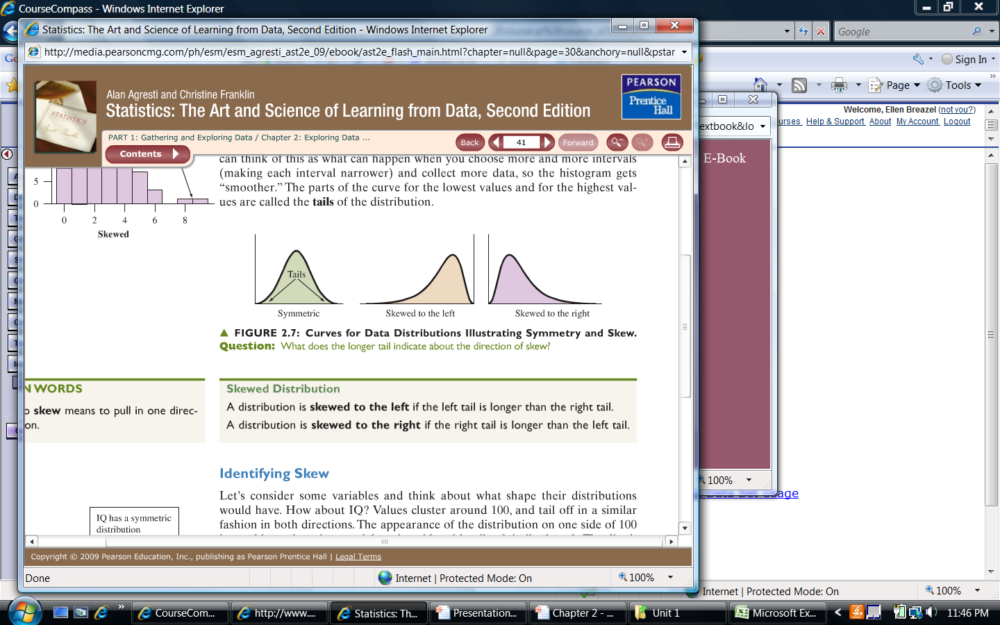 CourseCompass - Windows Internet Explorer
Statistics: The Art and Science of Learning from Data, Second Edition - Windows Internet Explorer
http://media.pearsoncmg.com/ph/esm/esm_agresti_ast2e_09/ebook/ast2e_flash_main.html?chapter=null&page=30&anchory=null&pstar
Google
Sign In
Page
Tools
Alan Agresti and Christine Franklin
Statistics: The Art and Science of Learning from Data, Second Edition
PEARSON
Prentice
Hall
STATISTICS
PART 1: Gathering and Exploring Data / Chapter 2: Exploring Data ...
Contents
Back
41
Forward
Welcome, Ellen Breazel (not you?)
urses Help & Support About My Account Logout
extbook&lo
E-Book
can think of this as what can happen when you choose more and more intervals
(making each interval narrower) and collect more data, so the histogram gets
“smoother.” The parts of the curve for the lowest values and for the highest val-
ues are called the tails of the distribution.
5
0
0 2 4 6 8
Skewed
Tails
Symmetric
Skewed to the left
Skewed to the right
▲ FIGURE 2.7: Curves for Data Distributions Illustrating Symmetry and Skew.
Question: What does the longer tail indicate about the direction of skew?
N WORDS
o skew means to pull in one direc-
on.
Skewed Distribution
A distribution is skewed to the left if the left tail is longer than the right tail.
A distribution is skewed to the right if the right tail is longer than the left tail.
Identifying Skew
Let’s consider some variables and think about what shape their distributions
would have. How about IQ? Values cluster around 100, and tail off in a similar
fashion in both directions. The appearance of the distribution on one side of 100
IQ has a symmetric
distribution
100%
Data Set Usage
Copyright © 2009 Pearson Education, Inc., publishing as Pearson Prentice Hall | Legal Terms
Done
Internet | Protected Mode: On
100%
Internet | Protected Mode: On
100%
CourseCom...
http://www....
Statistics: Th...
Presentation...
Chapter 2 - ...
Unit 1
Microsoft Ex...
11:46 PM